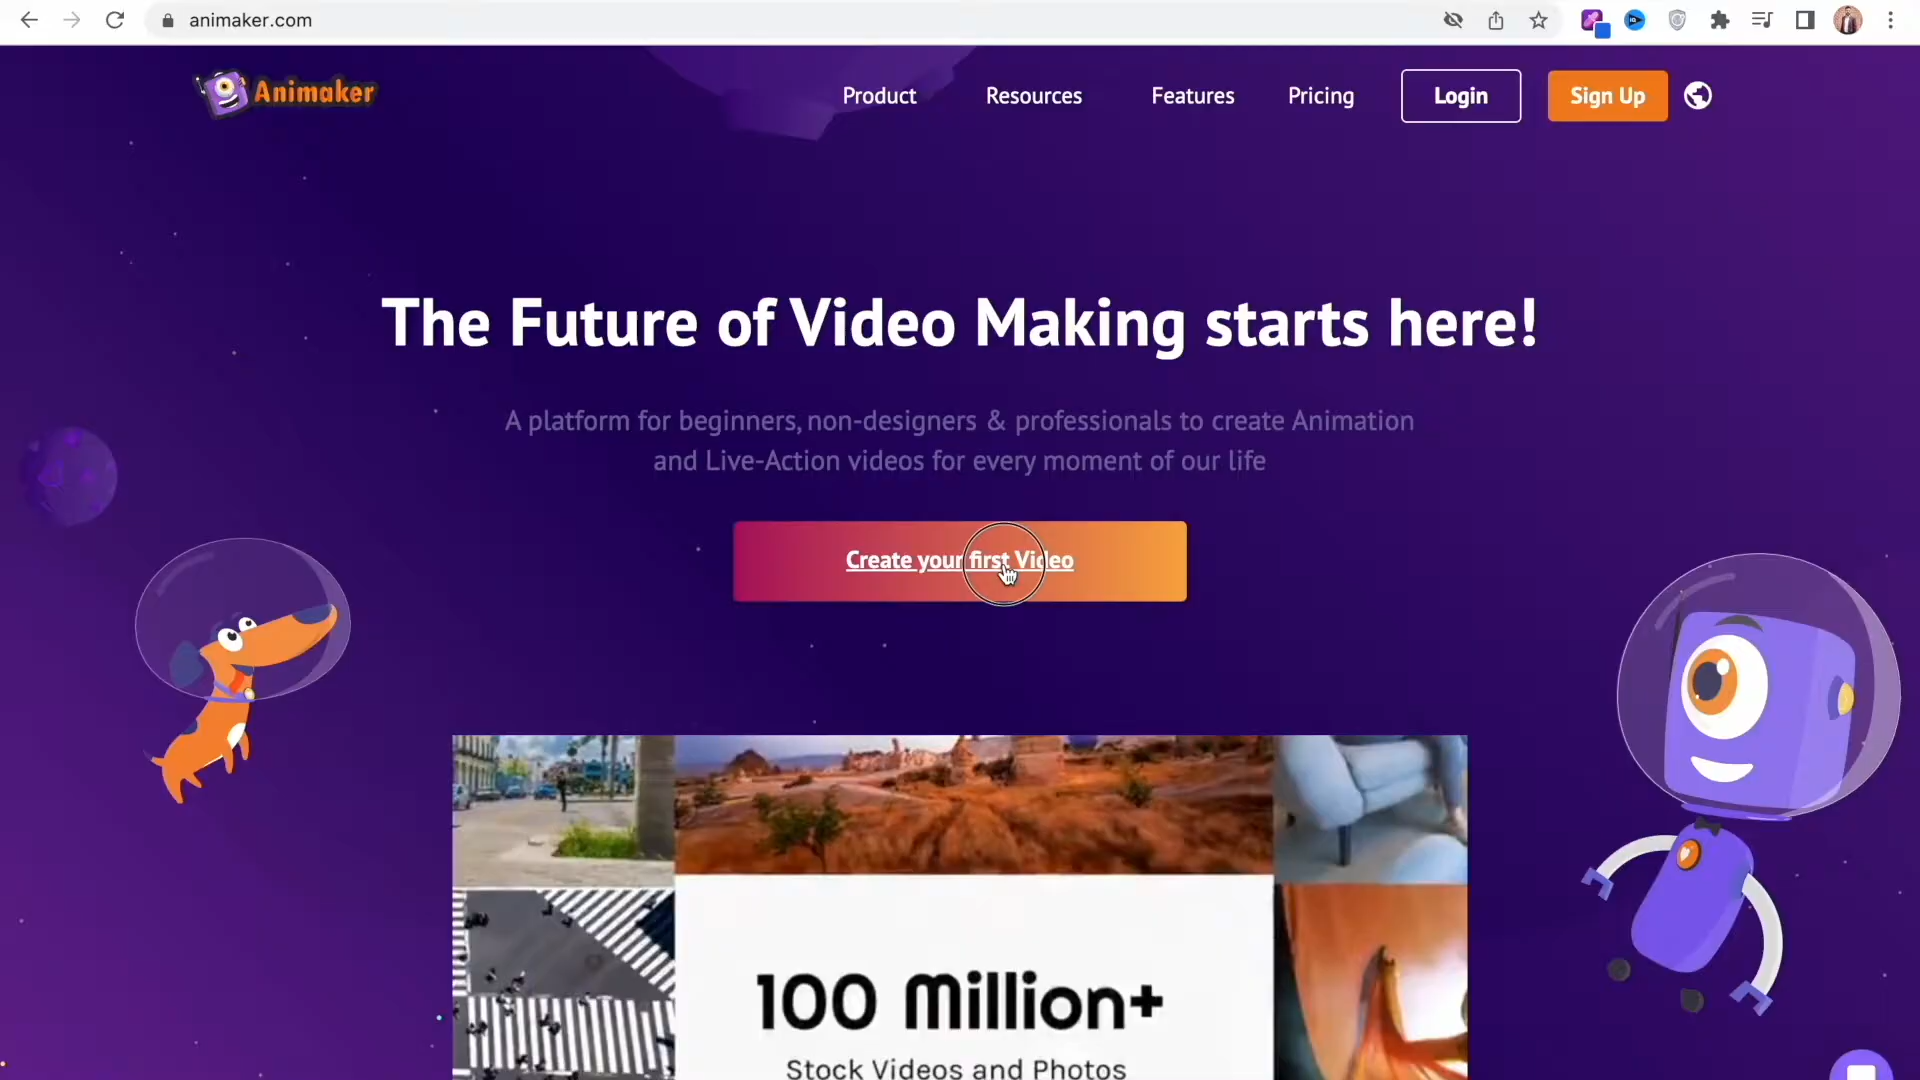 animaker.com
Animaker
Product
Resources
Features
Pricing
Login
Sign Up
The Future of Video Making starts here!
A platform for beginners, non-designers & professionals to create Animation
and Live-Action videos for every moment of our life
Create your first Video
100 Million+
Stock Videos and Photos